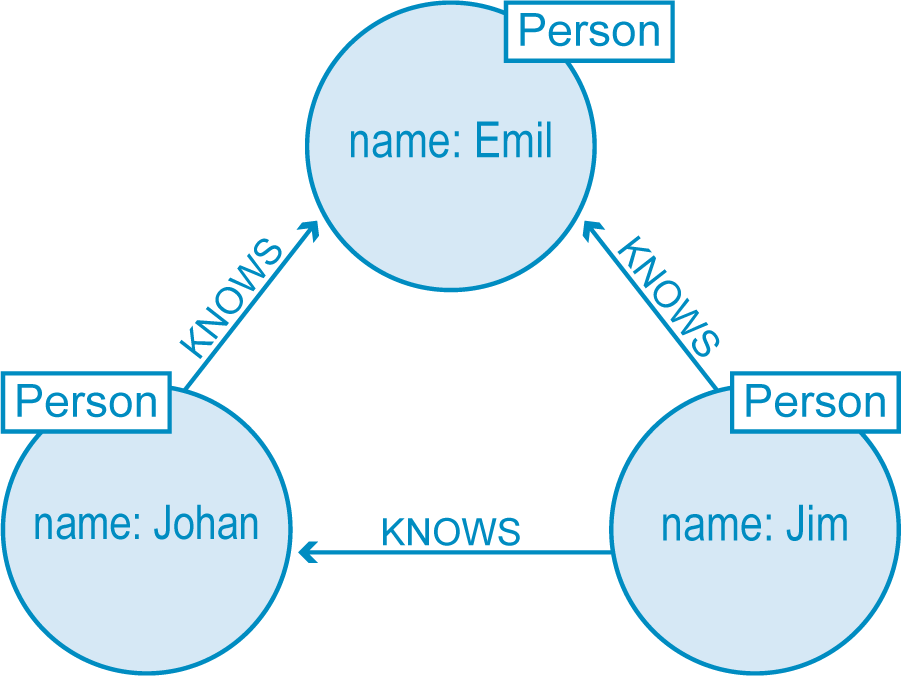 Person
name: Emil
KNOWS
KNOWS
Person
name: Johan
KNOWS
Person
name: Jim